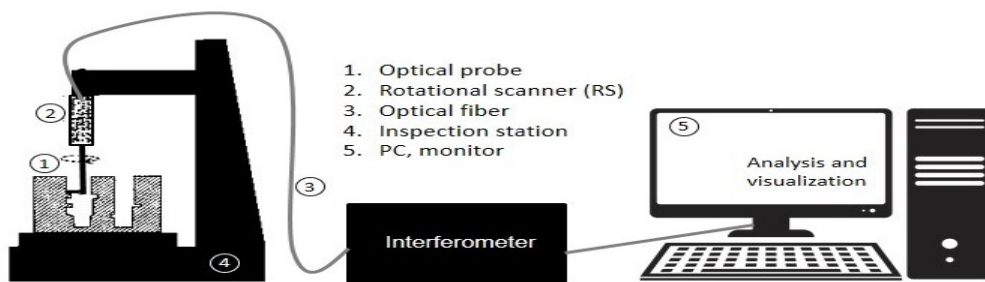 1. Optical probe
2. Rotational scanner (RS)
3. Optical fiber
4. Inspection station
5. PC, monitor
2
1
3
4
Interferometer
5
Analysis and
visualization